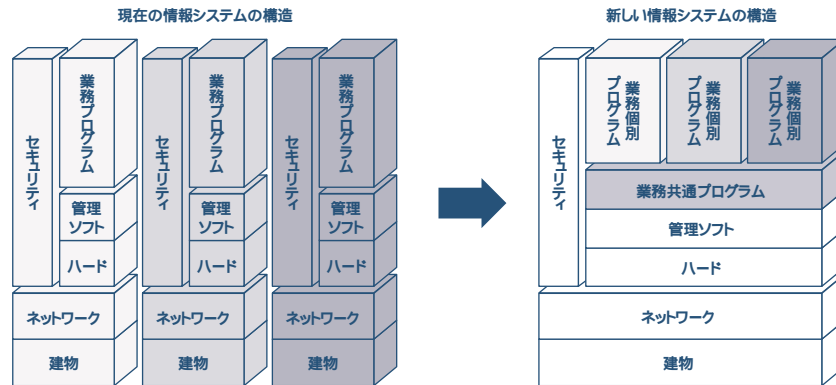 現在の情報システムの構造
セキュリティ
業務プログラム
管理
ソフト
ハード
ネットワーク
建物
セキュリティ
業務プログラム
管理
ソフト
ハード
ネットワーク
建物
セキュリティ
業務プログラム
管理
ソフト
ハード
ネットワーク
建物
新しい情報システムの構造
セキュリティ
業務個別
プログラム
業務個別
プログラム
業務個別
プログラム
業務共通プログラム
管理ソフト
ハード
ネットワーク
建物